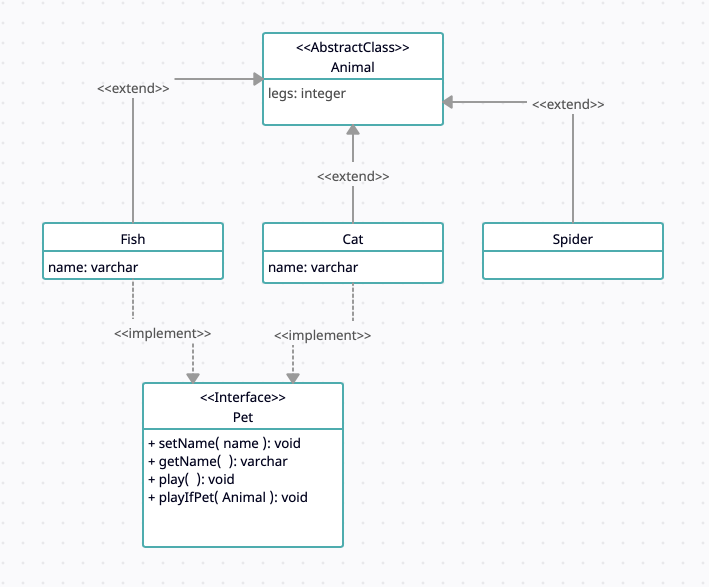 <<AbstractClass>>
Animal
legs: integer
<<extend>>
<<extend>>
<<extend>>
Fish
name: varchar
Cat
name: varchar
Spider
<<implement>>
<<implement>>
<<Interface>>
Pet
+ setName( name ): void
+ getName(  ): varchar
+ play(  ): void
+ playIfPet( Animal ): void